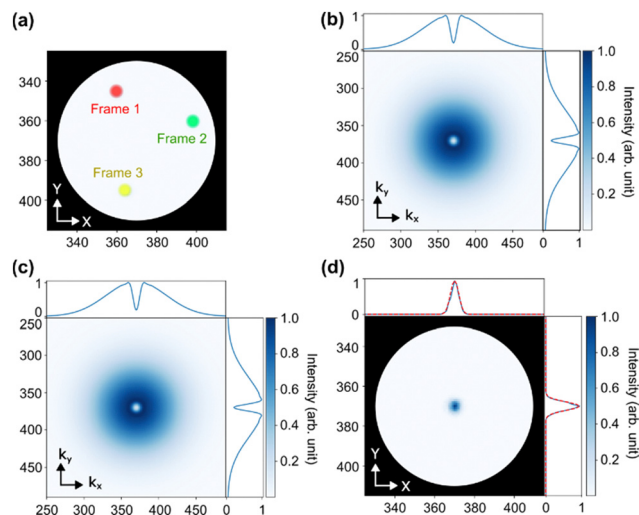 (a)
340
360
380
400
Frame 1
Frame 2
Frame 3
Y
X
340 360 380 400
(b)
1
0
250
300
350
400
450
k_y
k_x
250 300 350 400 450 0 1
1.0
0.8
0.6
0.4
0.2
Intensity (arb. unit)
(c)
1
0
250
300
350
400
450
k_y
k_x
250 300 350 400 450 0 1
1.0
0.8
0.6
0.4
0.2
Intensity (arb. unit)
(d)
1
0
340
360
380
400
Y
X
340 360 380 400 0 1
1.0
0.8
0.6
0.4
0.2
Intensity (arb. unit)